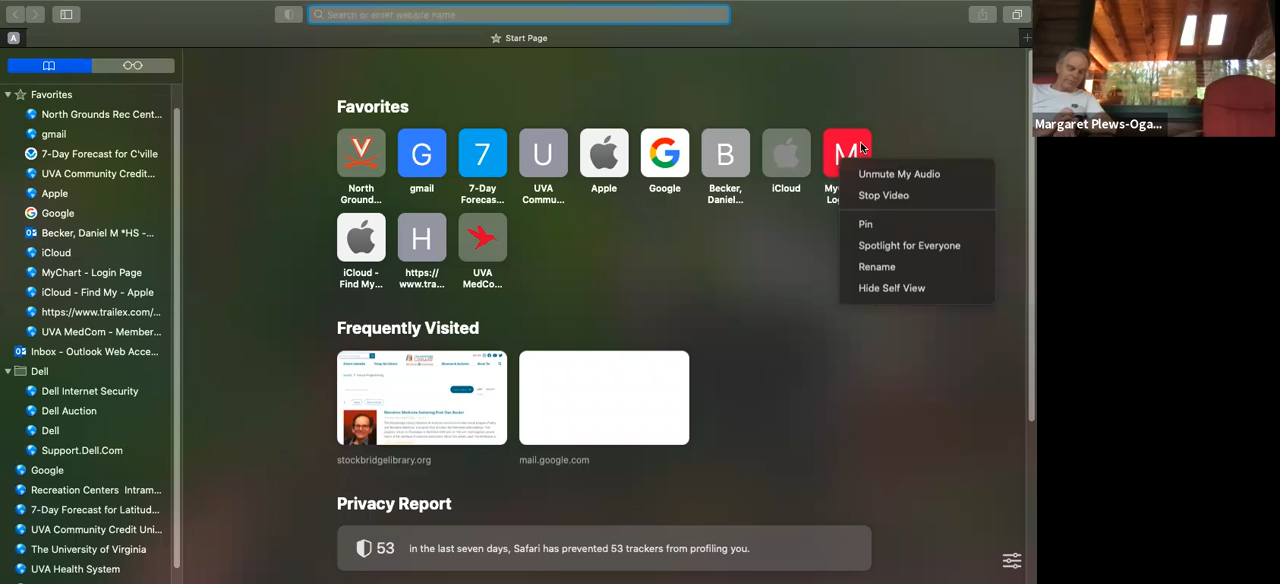 Search or enter website name
A
Start Page
Favorites
North Grounds Rec Cent...
gmail
7-Day Forecast for C'ville
UVA Community Credit...
Apple
Google
Becker, Daniel M *HS -...
iCloud
MyChart - Login Page
iCloud - Find My - Apple
https://www.trailex.com/...
UVA MedCom - Member...
Inbox - Outlook Web Acce...
Dell
Dell Internet Security
Dell Auction
Dell
Support.Dell.Com
Google
Recreation Centers Intram...
7-Day Forecast for Latitud...
UVA Community Credit Uni...
The University of Virginia
UVA Health System
Favorites
V G 7 U G B M
North Ground...
gmail
7-Day Forecas...
UVA Commu...
Apple
Google
Becker, Daniel...
iCloud
H
iCloud - Find My...
https:// www.tra...
UVA MedCo...
Unmute My Audio
Stop Video
Pin
Spotlight for Everyone
Rename
Hide Self View
Frequently Visited
Narrative Medicine Gathering from Dan Becker
stockbridgelibrary.org
mail.google.com
Privacy Report
53 In the last seven days, Safari has prevented 53 trackers from profiling you.
Margaret Plews-Oga...